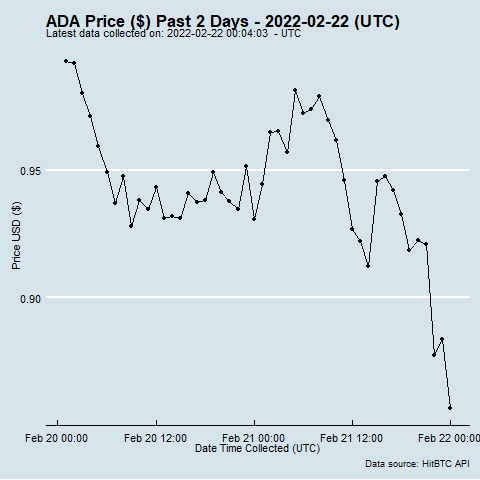 ADA Price ($) Past 2 Days - 2022-02-22 (UTC)
Latest data collected on: 2022-02-22 00:04:03  - UTC
Price USD ($)
0.95
0.90
Feb 20 00:00 Feb 20 12:00 Feb 21 00:00 Feb 21 12:00 Feb 22 00:00
Date Time Collected (UTC)
Data source: HitBTC API